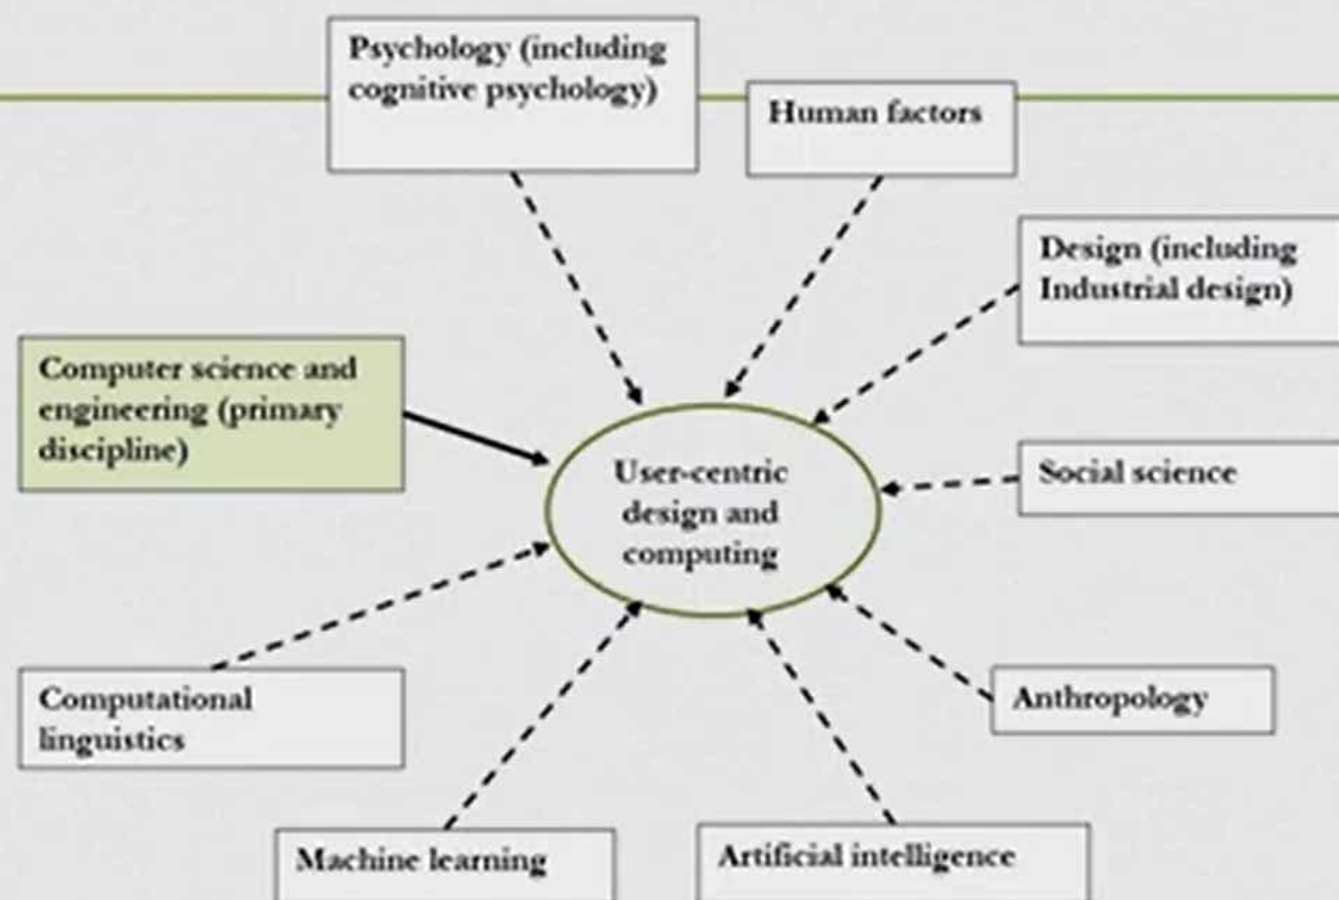 Psychology (including
cognitive psychology)
Human factors
Design (including
Industrial design)
Computer science and
engineering (primary
discipline)
User-centric
design and
computing
Social science
Computational
linguistics
Anthropology
Machine learning
Artificial intelligence